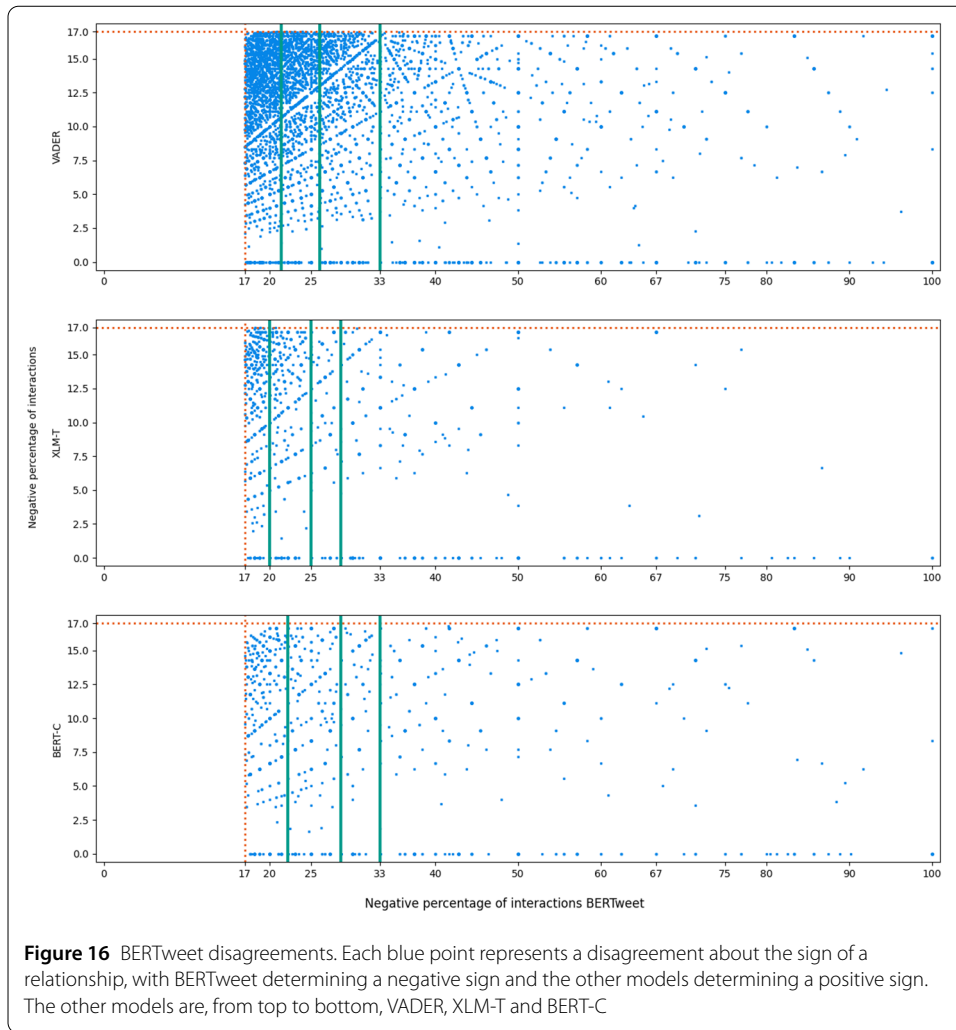 17.0
15.0
12.5
10.0
7.5
5.0
2.5
0.0
VADER
0 17 20 25 33 40 50 60 67 75 80 90 100
17.0
15.0
12.5
10.0
7.5
5.0
2.5
0.0
Negative percentage of interactions
XLM-T
0 17 20 25 33 40 50 60 67 75 80 90 100
17.0
15.0
12.5
10.0
7.5
5.0
2.5
0.0
BERT-C
0 17 20 25 33 40 50 60 67 75 80 90 100
Negative percentage of interactions BERTweet
Figure 16 BERTweet disagreements. Each blue point represents a disagreement about the sign of a
relationship, with BERTweet determining a negative sign and the other models determining a positive sign.
The other models are, from top to bottom, VADER, XLM-T and BERT-C